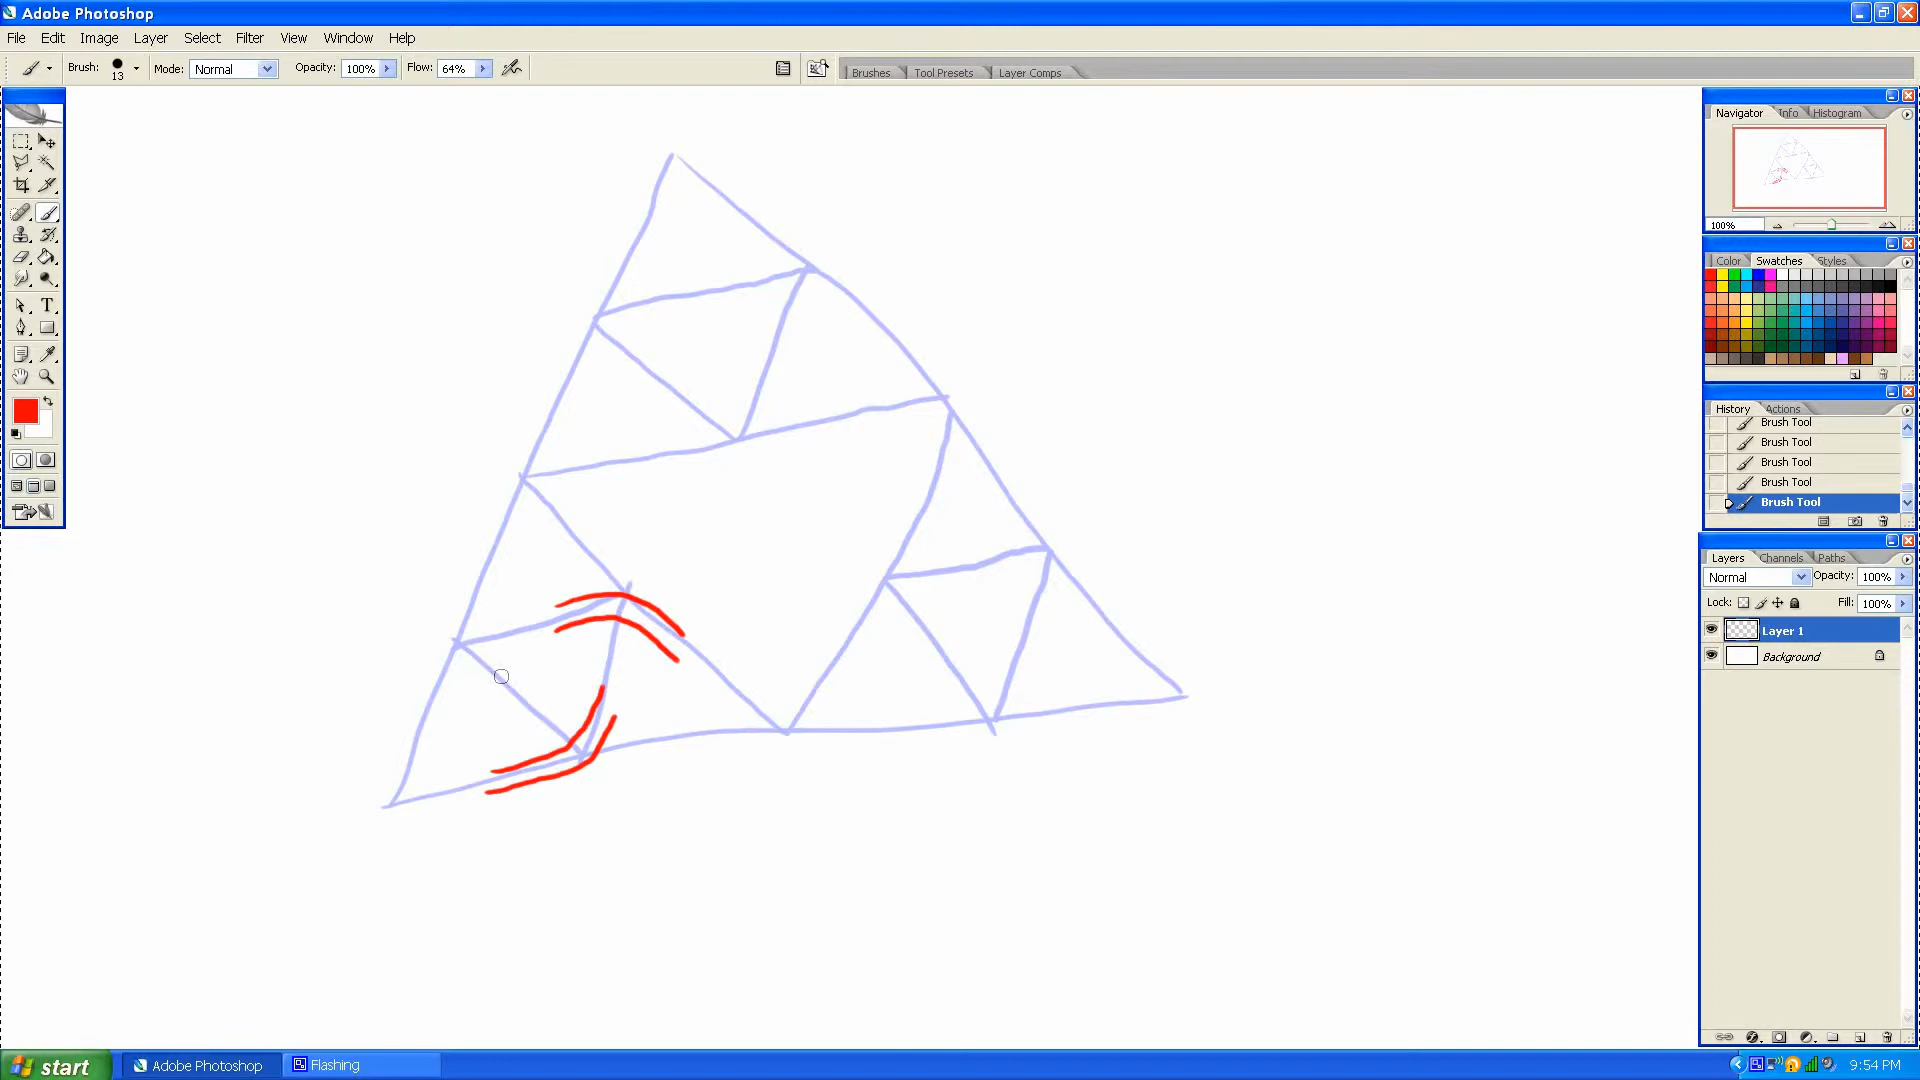 Adobe Photoshop
File Edit Image Layer Select Filter View Window Help
Brush: 13 Mode: Normal Opacity: 100% Flow: 64% Brushes Tool Presets Layer Comps
Navigator Info Histogram
100%
Color Swatches Styles
History Actions
Brush Tool
Brush Tool
Brush Tool
Brush Tool
Brush Tool
Layers Channels Paths
Normal Opacity: 100%
Lock: Fill: 100%
Layer 1
Background
start Adobe Photoshop Flashing 9:54 PM